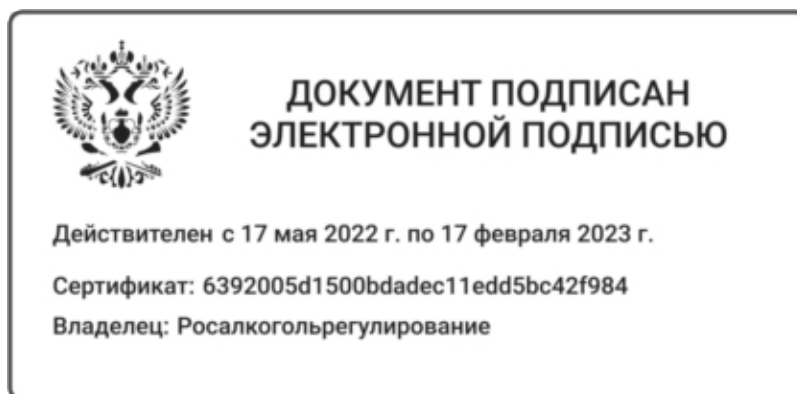 ДОКУМЕНТ ПОДПИСАН
ЭЛЕКТРОННОЙ ПОДПИСЬЮ
Действителен с 17 мая 2022 г. по 17 февраля 2023 г.
Сертификат: 6392005d1500bdadec11edd5bc42f984
Владелец: Росалкогольрегулирование